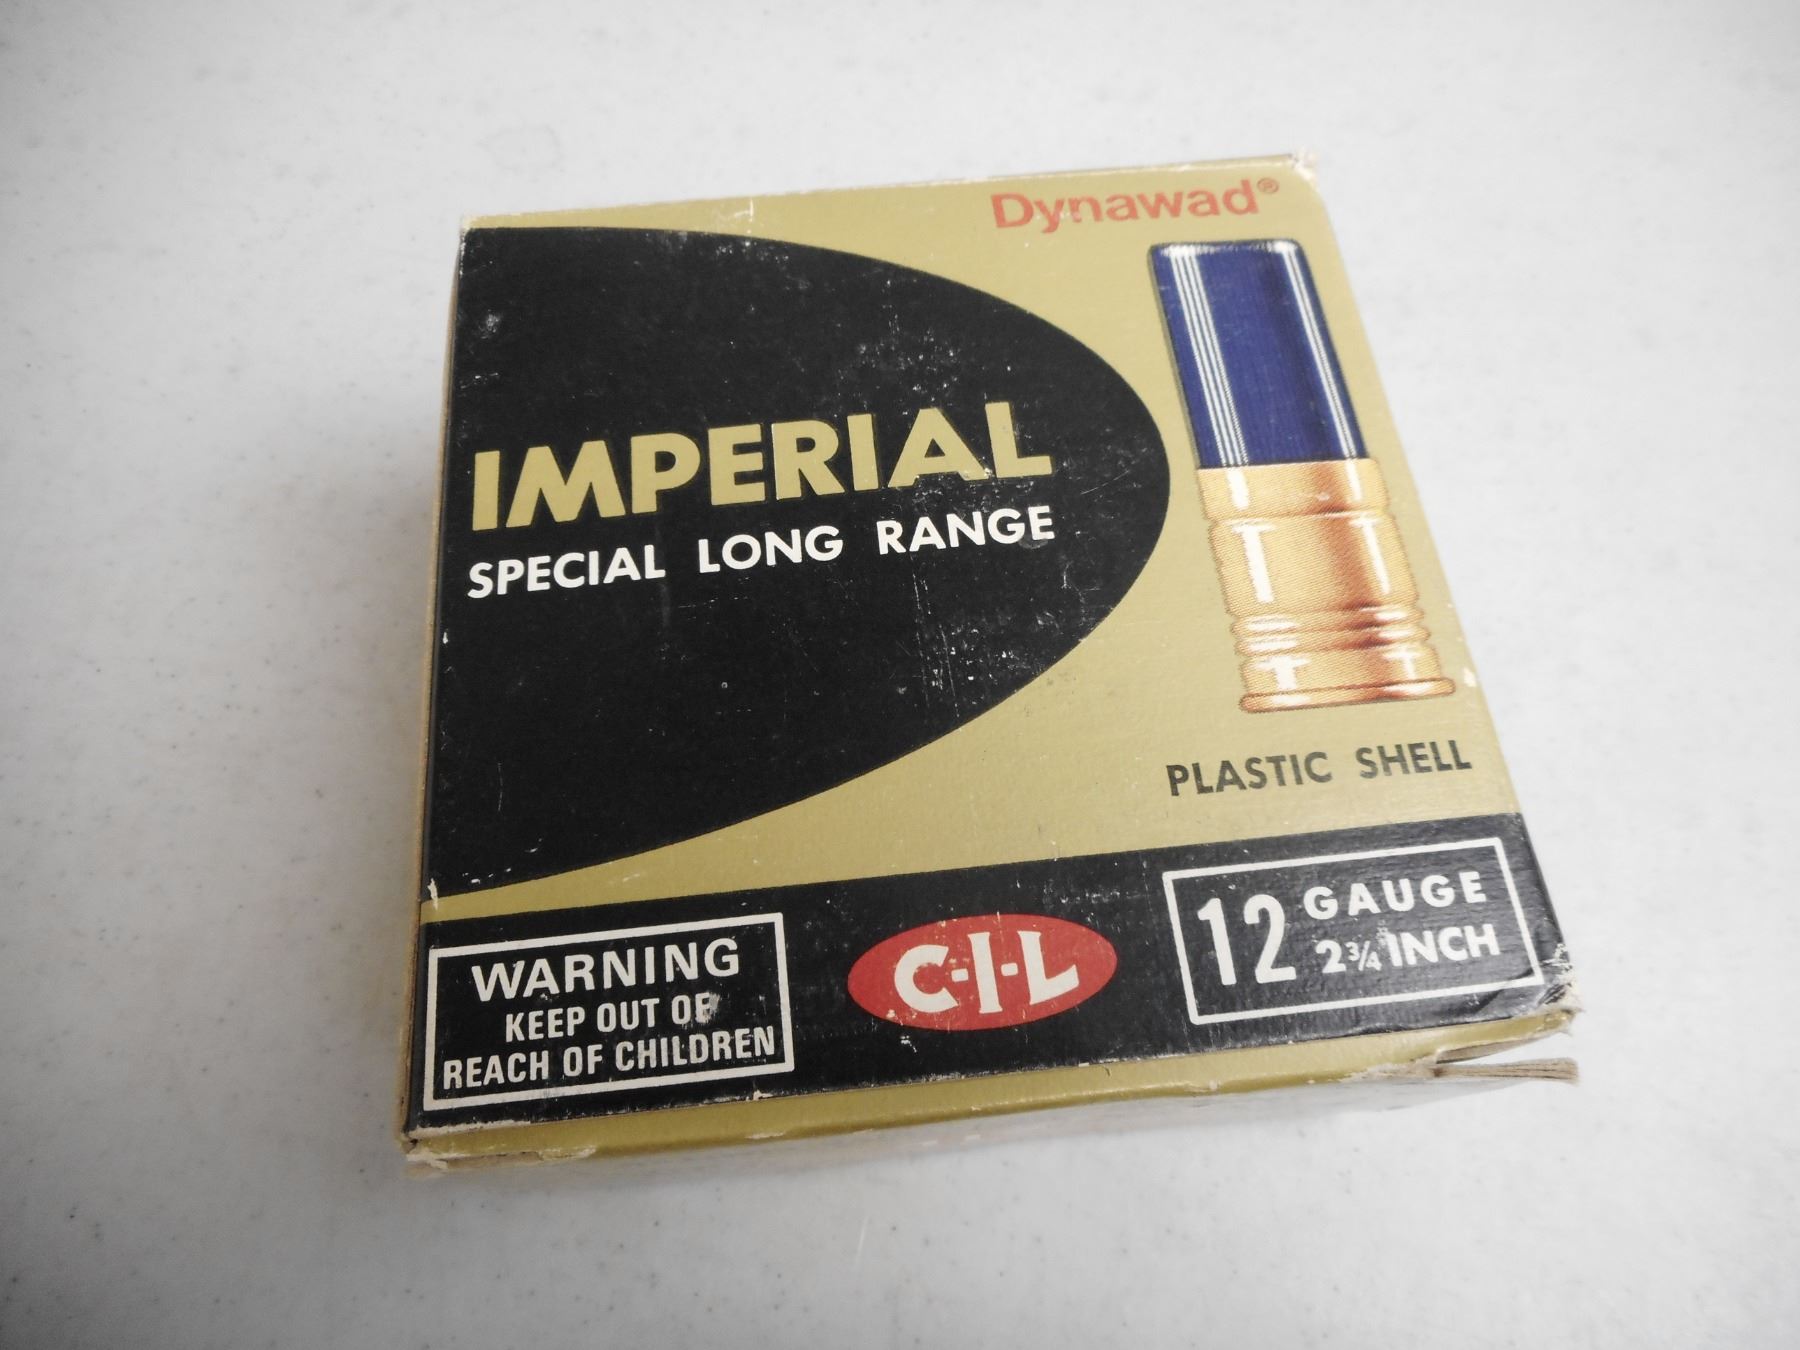 Dynawad®
IMPERIAL
SPECIAL LONG RANGE
PLASTIC SHELL
WARNING
KEEP OUT OF
REACH OF CHILDREN
C-I-L
12 GAUGE
2¾ INCH